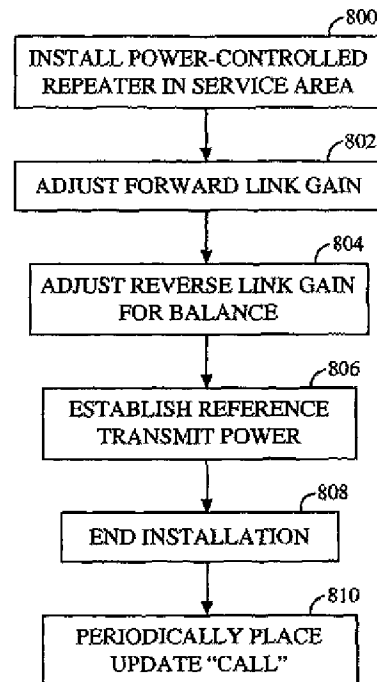 800
INSTALL POWER-CONTROLLED
REPEATER IN SERVICE AREA
802
ADJUST FORWARD LINK GAIN
804
ADJUST REVERSE LINK GAIN
FOR BALANCE
806
ESTABLISH REFERENCE
TRANSMIT POWER
808
END INSTALLATION
810
PERIODICALLY PLACE
UPDATE “CALL”